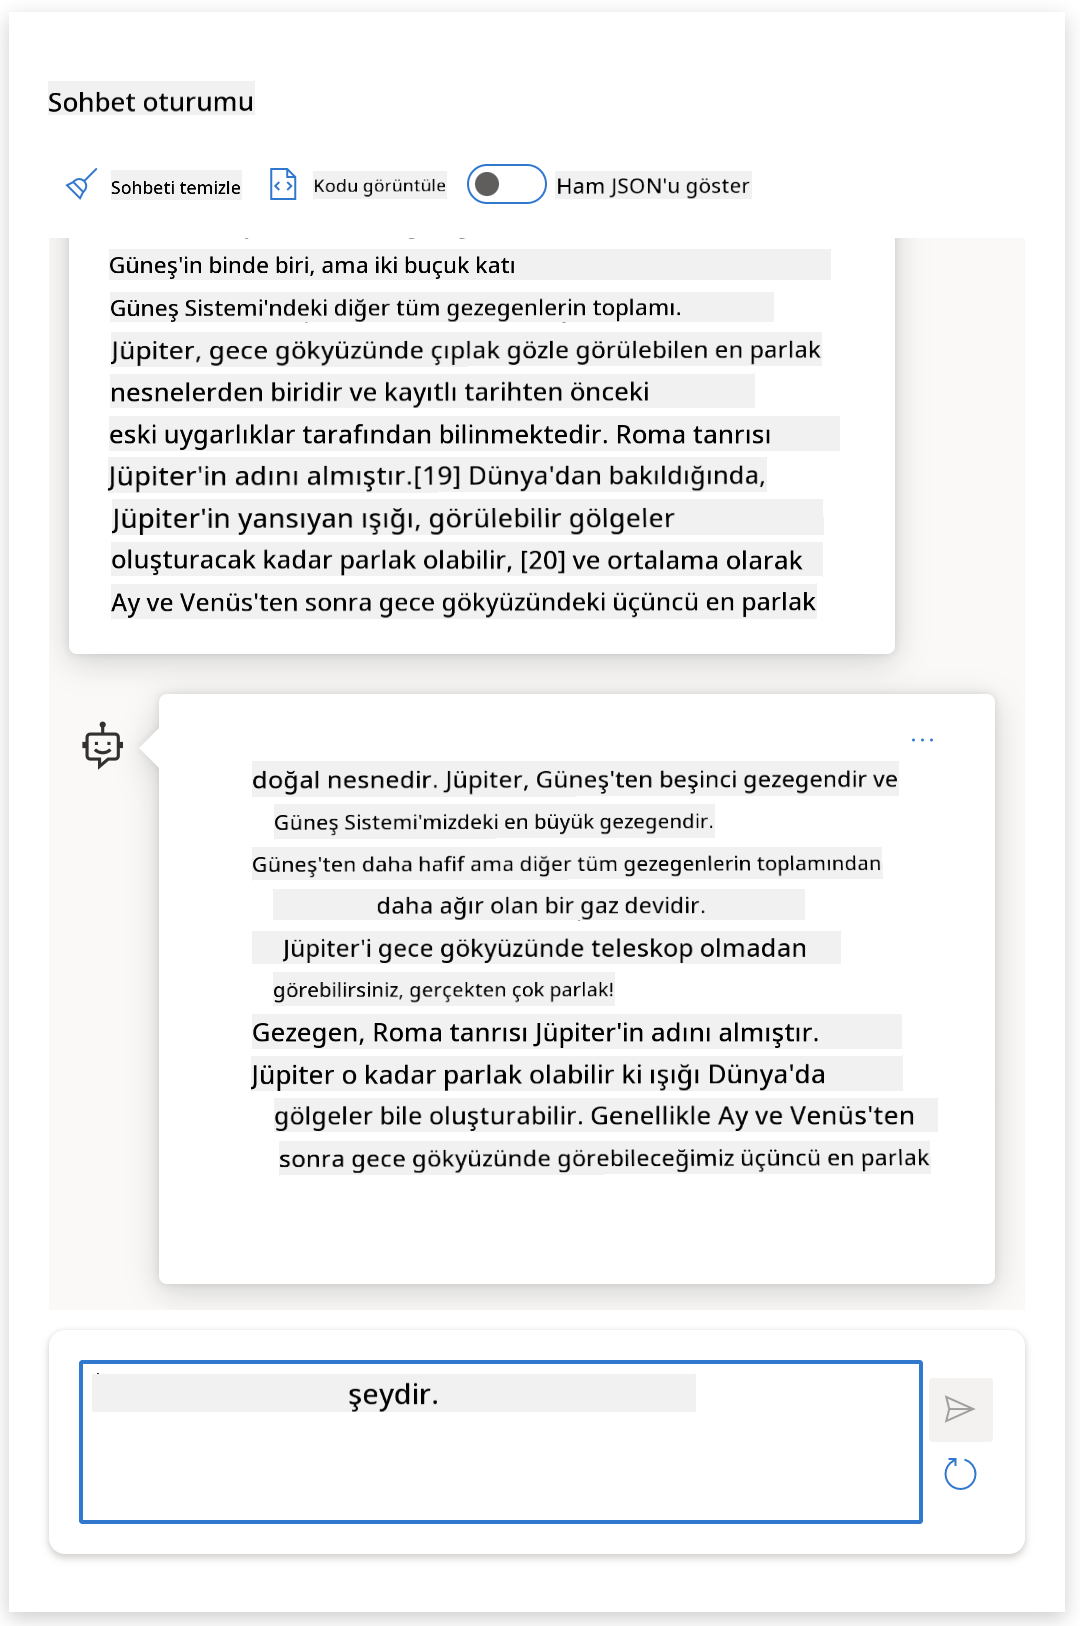 Sohbet oturumu
Sohbeti temizle Kodu görüntüle Ham JSON'u göster
Güneş'in binde biri, ama iki buçuk katı
Güneş Sistemi'ndeki diğer tüm gezegenlerin toplamı.
Jüpiter, gece gökyüzünde çıplak gözle görülebilen en parlak
nesnelerden biridir ve kayıtlı tarihten önceki
eski uygarlıklar tarafından bilinmektedir. Roma tanrısı
Jüpiter'in adını almıştır.[19] Dünya'dan bakıldığında,
Jüpiter'in yansıyan ışığı, görülebilir gölgeler
oluşturacak kadar parlak olabilir, [20] ve ortalama olarak
Ay ve Venüs'ten sonra gece gökyüzündeki üçüncü en parlak
doğal nesnedir. Jüpiter, Güneş'ten beşinci gezegendir ve
Güneş Sistemi'mizdeki en büyük gezegendir.
Güneş'ten daha hafif ama diğer tüm gezegenlerin toplamından
daha ağır olan bir gaz devidir.
Jüpiter'i gece gökyüzünde teleskop olmadan
görebilirsiniz, gerçekten çok parlak!
Gezegen, Roma tanrısı Jüpiter'in adını almıştır.
Jüpiter o kadar parlak olabilir ki ışığı Dünya'da
gölgeler bile oluşturabilir. Genellikle Ay ve Venüs'ten
sonra gece gökyüzünde görebileceğimiz üçüncü en parlak
şeydir.